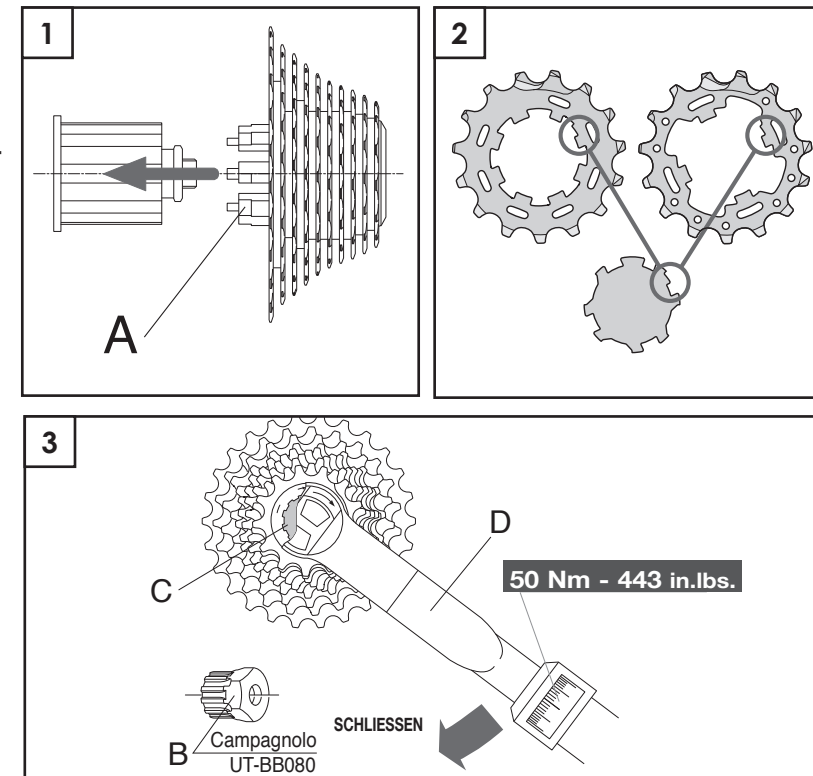 1
A
2
3
D
50 Nm - 443 in.lbs.
C
SCHLIESSEN
B
Campagnolo
UT-BB080